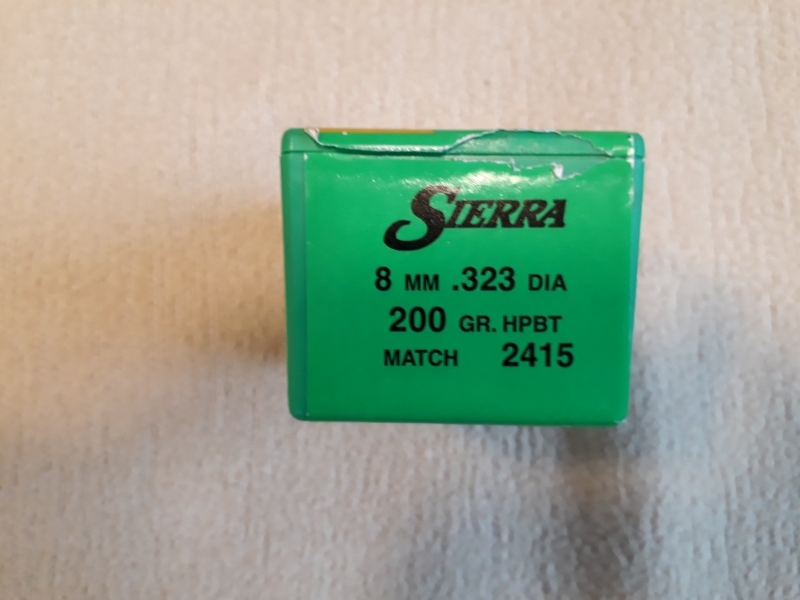 SIERRA
8 MM .323 DIA
200 GR. HPBT
MATCH 2415